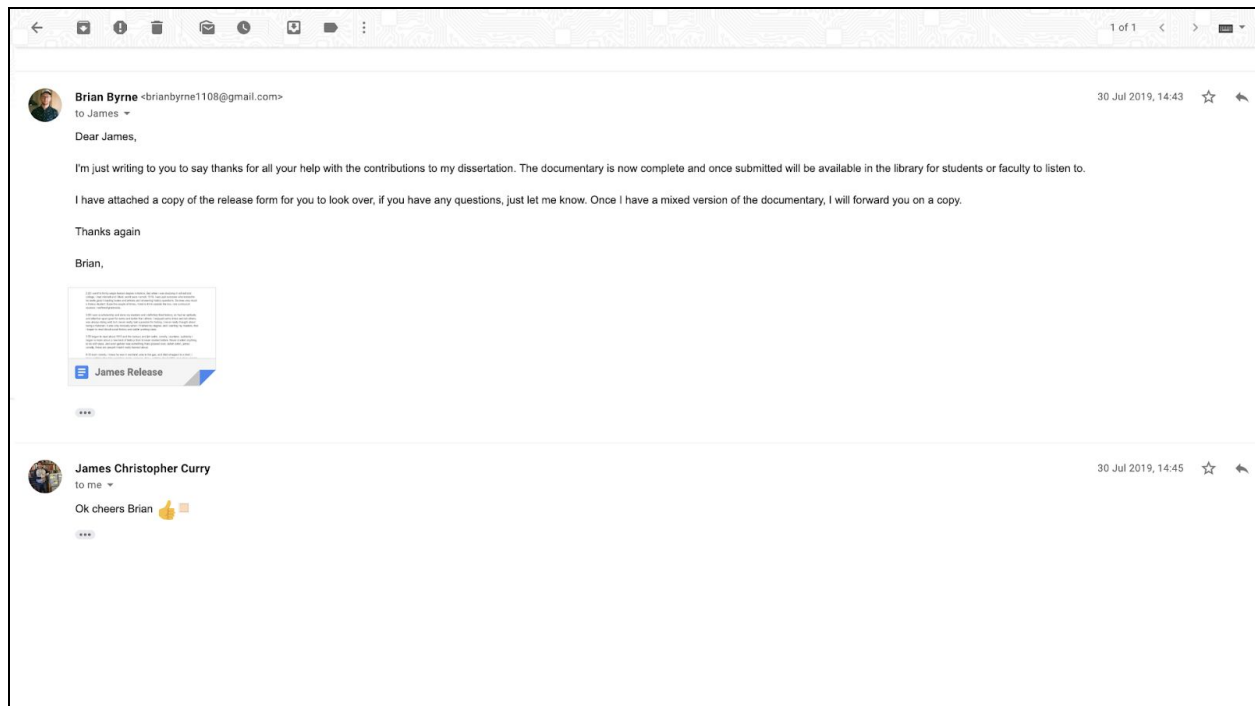 1 of 1
Brian Byrne <brianbyrne1108@gmail.com>
30 Jul 2019, 14:43
to James
Dear James,
I'm just writing to you to say thanks for all your help with the contributions to my dissertation. The documentary is now complete and once submitted will be available in the library for students or faculty to listen to.
I have attached a copy of the release form for you to look over, if you have any questions, just let me know. Once I have a mixed version of the documentary, I will forward you on a copy.
Thanks again
Brian,
James Release
James Christopher Curry
30 Jul 2019, 14:45
to me
Ok cheers Brian 👍